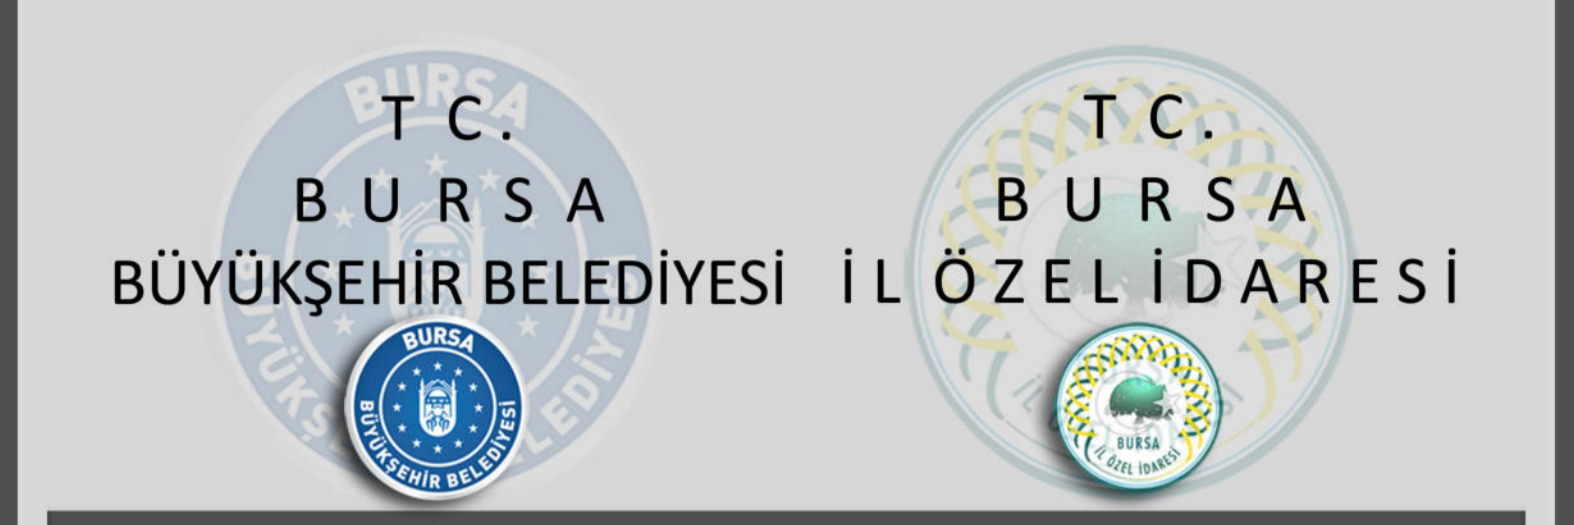 T C.
B U R S A
BÜYÜKŞEHİR BELEDİYESİ
BURSA
BÜYÜKŞEHİR BELEDİYESİ
T C.
B U R S A
İ L Ö Z E L İ D A R E S İ
BURSA
İL ÖZEL İDARESİ